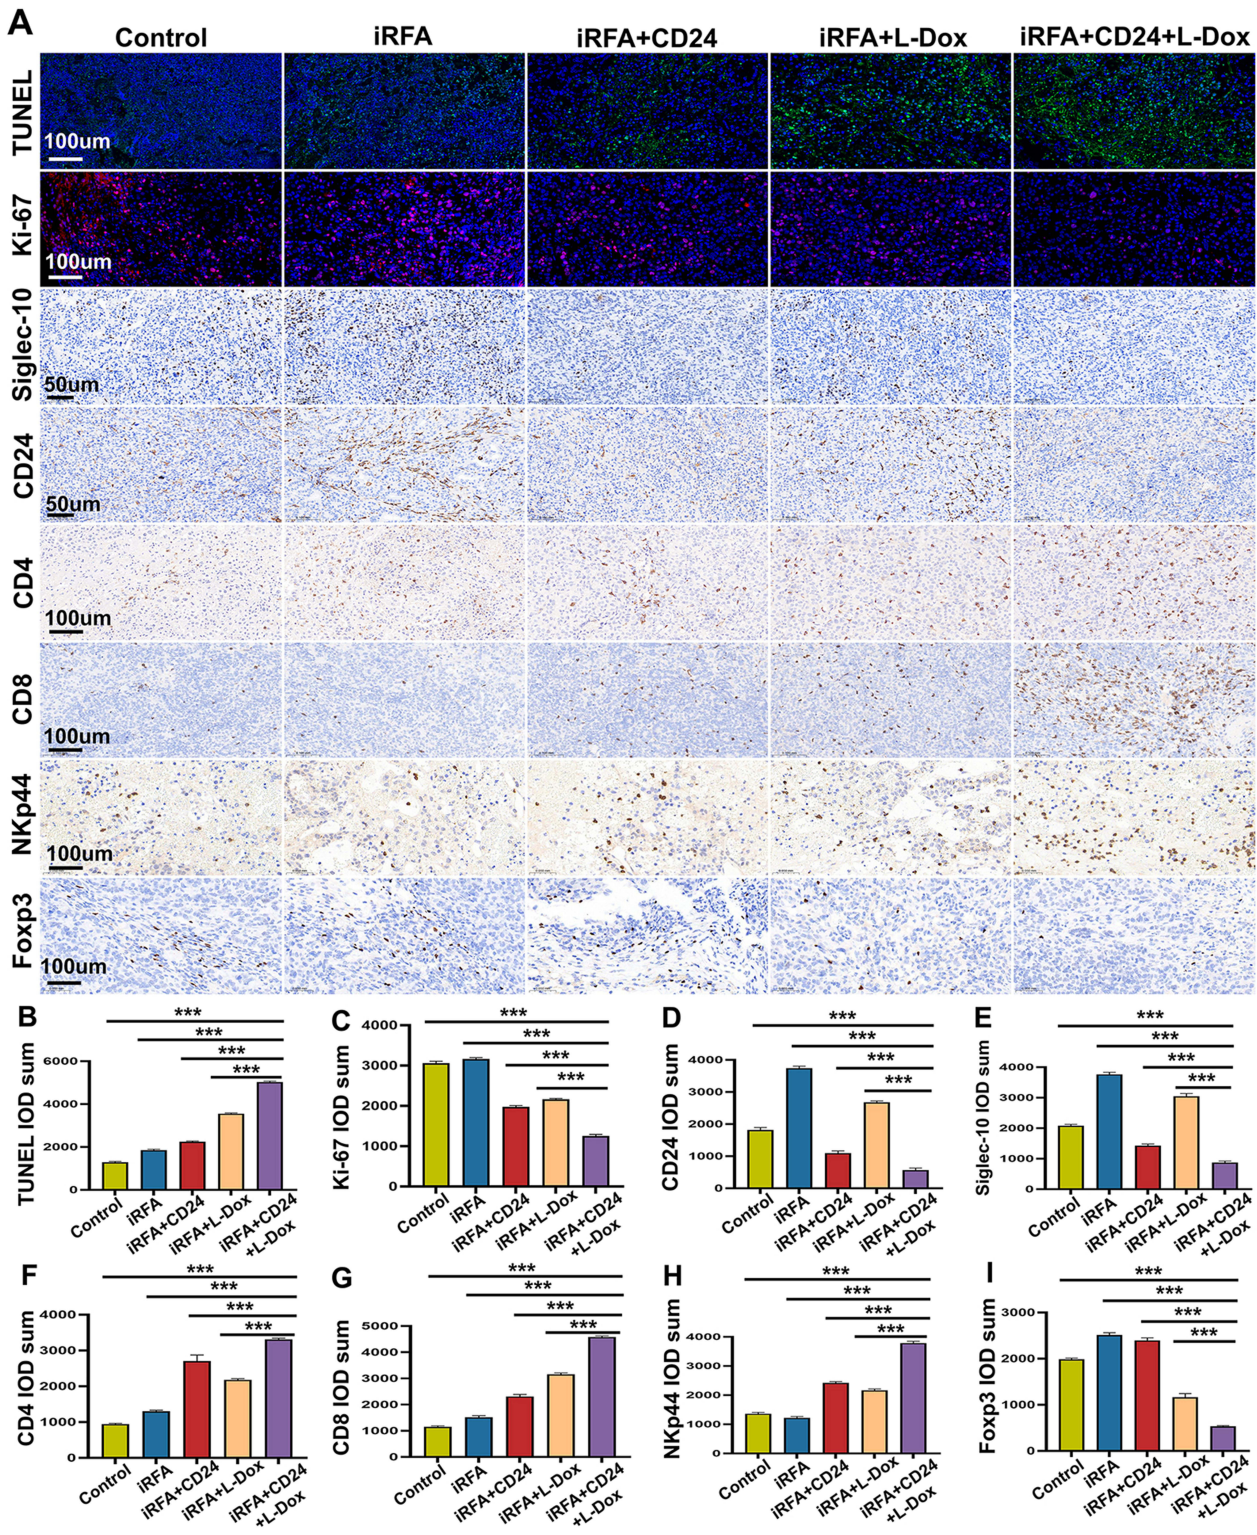 A
Control
iRFA
iRFA+CD24
iRFA+L-Dox
iRFA+CD24+L-Dox
TUNEL
100um
Ki-67
100um
Siglec-10
50um
CD24
50um
CD4
100um
CD8
100um
NKp44
100um
Foxp3
100um
B
***
***
***
***
TUNEL IOD sum
6000
4000
2000
0
Control
iRFA
iRFA+CD24
iRFA+L-Dox
iRFA+CD24
+L-Dox
C
***
***
***
***
Ki-67 IOD sum
4000
3000
2000
1000
0
Control
iRFA
iRFA+CD24
iRFA+L-Dox
iRFA+CD24
+L-Dox
D
***
***
***
***
CD24 IOD sum
4000
3000
2000
1000
0
Control
iRFA
iRFA+CD24
iRFA+L-Dox
iRFA+CD24
+L-Dox
E
***
***
***
***
Siglec-10 IOD sum
4000
3000
2000
1000
0
Control
iRFA
iRFA+CD24
iRFA+L-Dox
iRFA+CD24
+L-Dox
F
***
***
***
***
CD4 IOD sum
4000
3000
2000
1000
0
Control
iRFA
iRFA+CD24
iRFA+L-Dox
iRFA+CD24
+L-Dox
G
***
***
***
***
CD8 IOD sum
5000
4000
3000
2000
1000
0
Control
iRFA
iRFA+CD24
iRFA+L-Dox
iRFA+CD24
+L-Dox
H
***
***
***
***
NKp44 IOD sum
4000
3000
2000
1000
0
Control
iRFA
iRFA+CD24
iRFA+L-Dox
iRFA+CD24
+L-Dox
I
***
***
***
***
Foxp3 IOD sum
3000
2000
1000
0
Control
iRFA
iRFA+CD24
iRFA+L-Dox
iRFA+CD24
+L-Dox